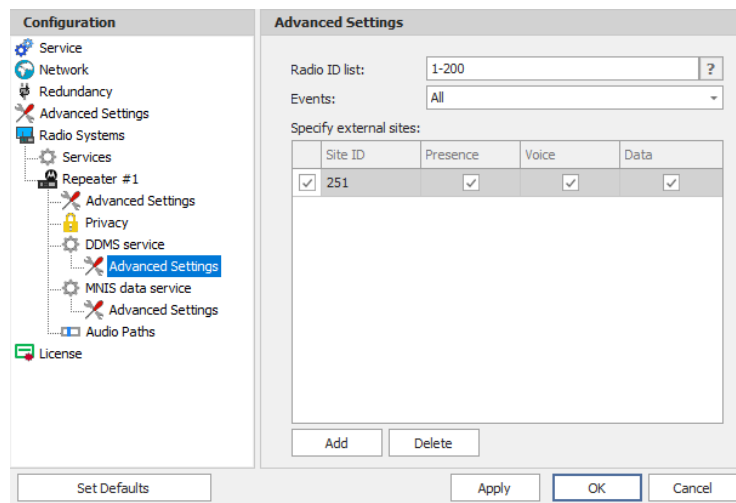 Configuration
Service
Network
Redundancy
Advanced Settings
Radio Systems
Services
Repeater #1
Advanced Settings
Privacy
DDMS service
Advanced Settings
MNIS data service
Advanced Settings
Audio Paths
License
Set Defaults
Advanced Settings
Radio ID list: 1-200 ?
Events: All
Specify external sites:
Site ID Presence Voice Data
251
Add Delete
Apply OK Cancel